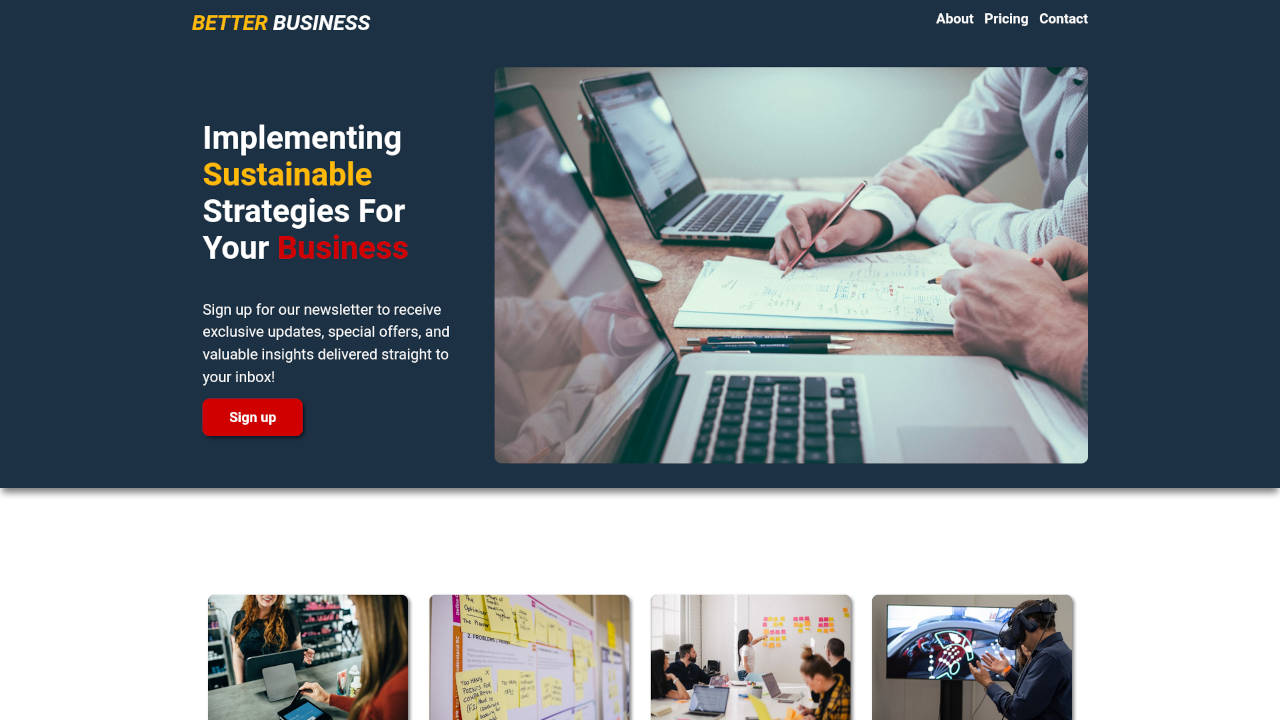 BETTER BUSINESS
About Pricing Contact
Implementing
Sustainable
Strategies For
Your Business
Sign up for our newsletter to receive
exclusive updates, special offers, and
valuable insights delivered straight to
your inbox!
Sign up